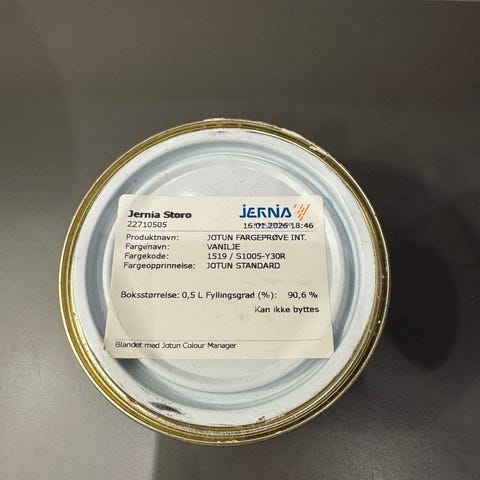 Jernia Storo
JERNIA
22710505
16.01.2026 18:46
Produktnavn: JOTUN FARGEPRØVE INT.
Fargenavn: VANILJE
Fargekode: 1519 / S1005-Y30R
Fargeopprinnelse: JOTUN STANDARD
Boksstørrelse: 0,5 L Fyllingsgrad (%): 90,6 %
Kan ikke byttes
Blandet med Jotun Colour Manager